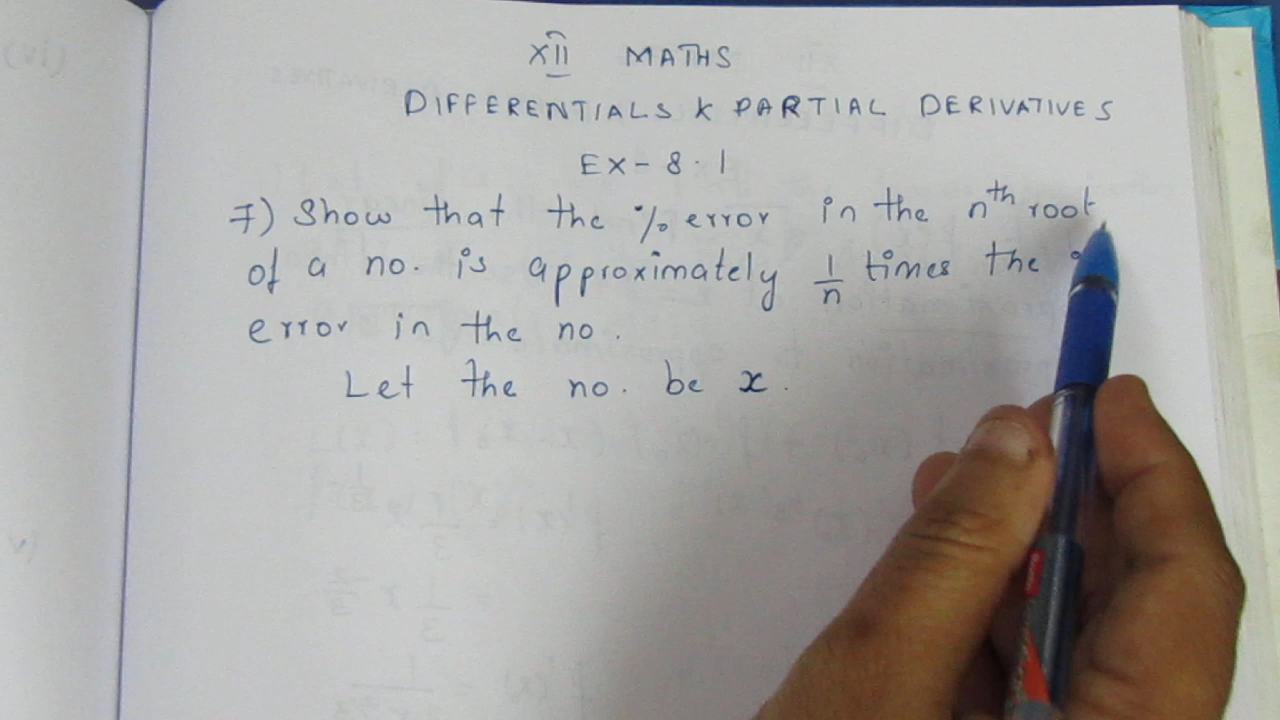 XII MATHS
DIFFERENTIALS & PARTIAL DERIVATIVES
EX - 8.1
7) Show that the % error in the nth root
of a no. is approximately 1/n times the
error in the no.
Let the no. be x.